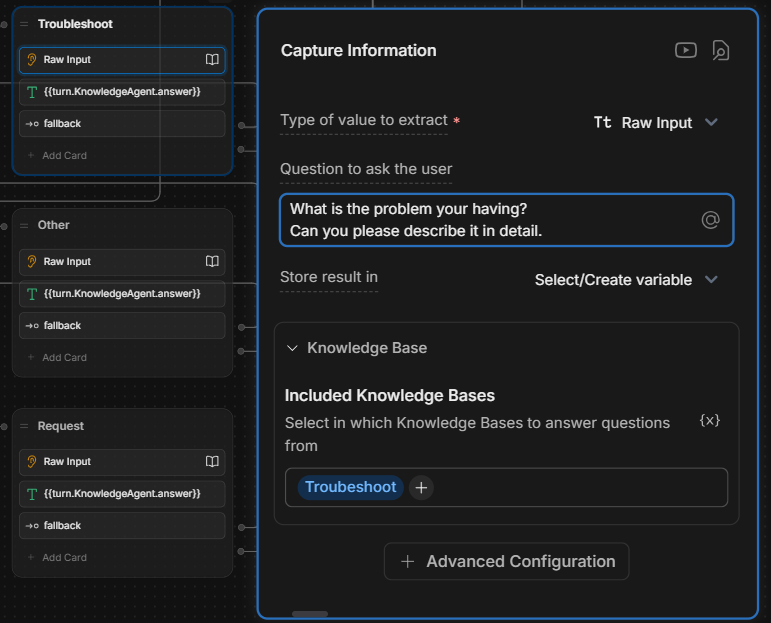 Troubleshoot
Raw Input
{{turn.KnowledgeAgent.answer}}
fallback
Add Card
Other
Raw Input
{{turn.KnowledgeAgent.answer}}
fallback
Add Card
Request
Raw Input
{{turn.KnowledgeAgent.answer}}
fallback
Add Card
Capture Information
Type of value to extract *
Tt Raw Input
Question to ask the user
What is the problem your having?
Can you please describe it in detail.
@
Store result in
Select/Create variable
Knowledge Base
Included Knowledge Bases
Select in which Knowledge Bases to answer questions
from
{x}
Troubeshoot +
+ Advanced Configuration